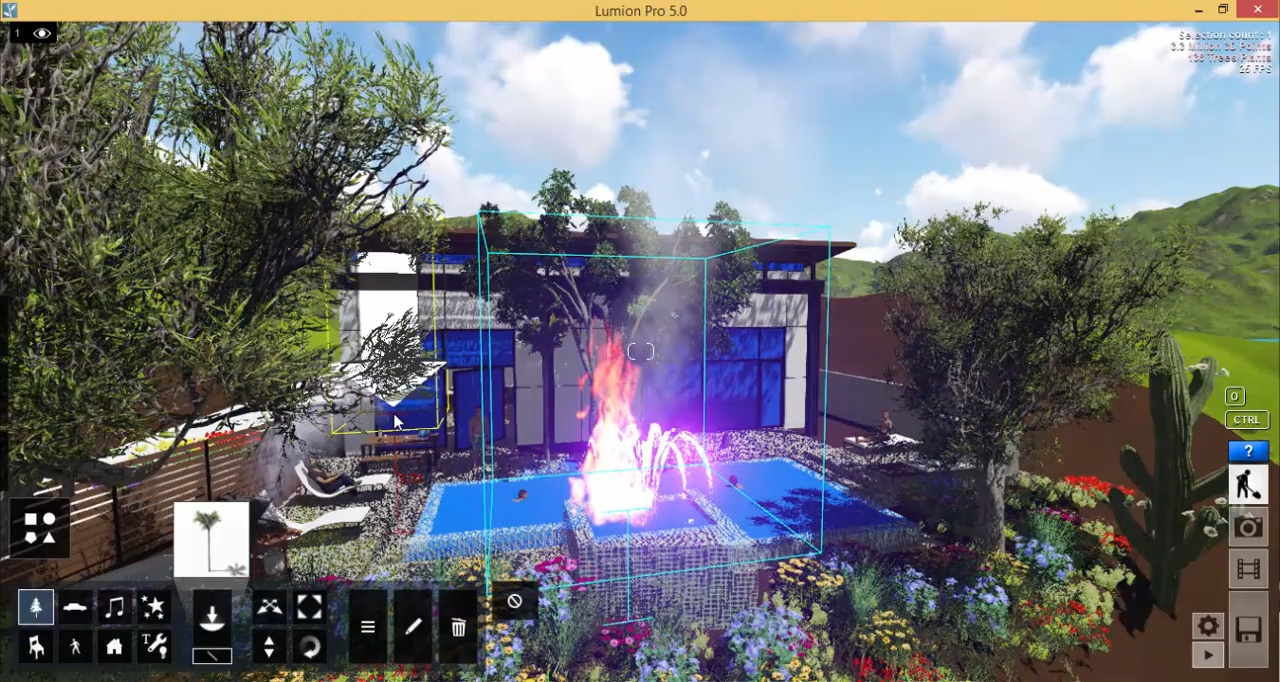 Lumion Pro 5.0
1
Selection count: 1
3.3 Million 3D Points
138 Trees Plants
25 FPS
0
CTRL
?
T